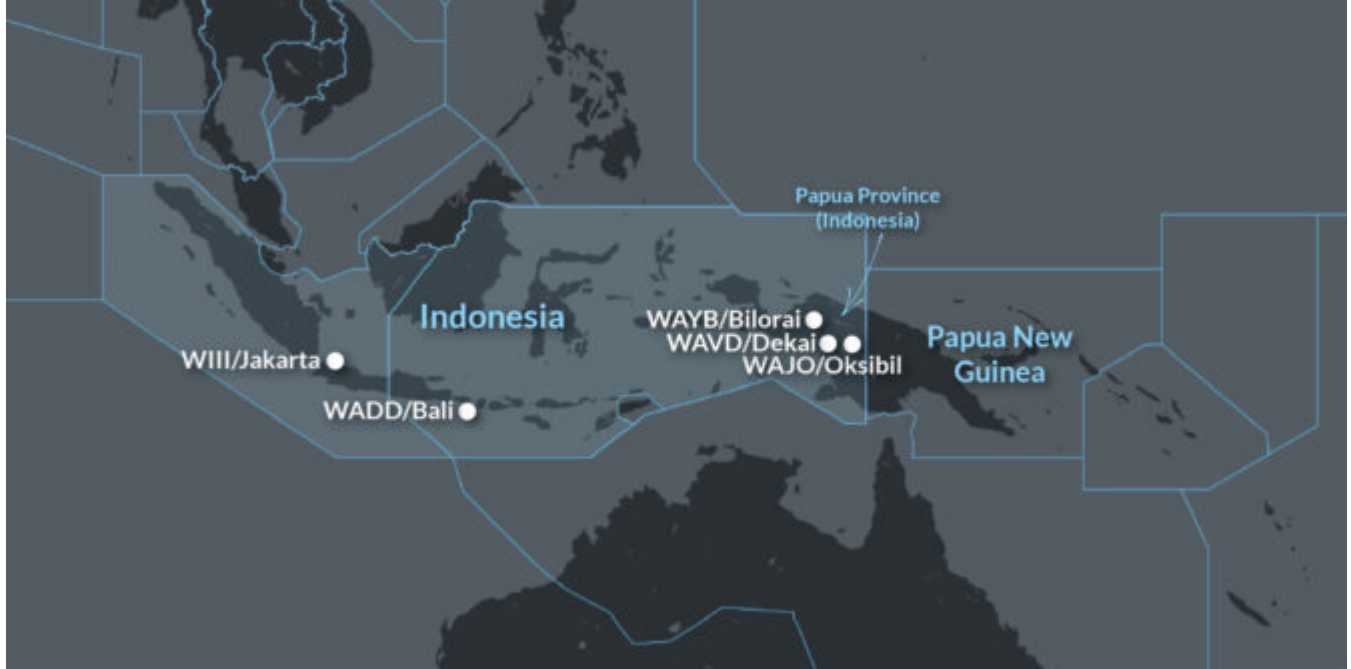 Papua Province
(Indonesia)
Indonesia
WAYB/Bilorai
WAVD/Dekai
WAJO/Oksibil
Papua New
Guinea
WIII/Jakarta
WADD/Bali